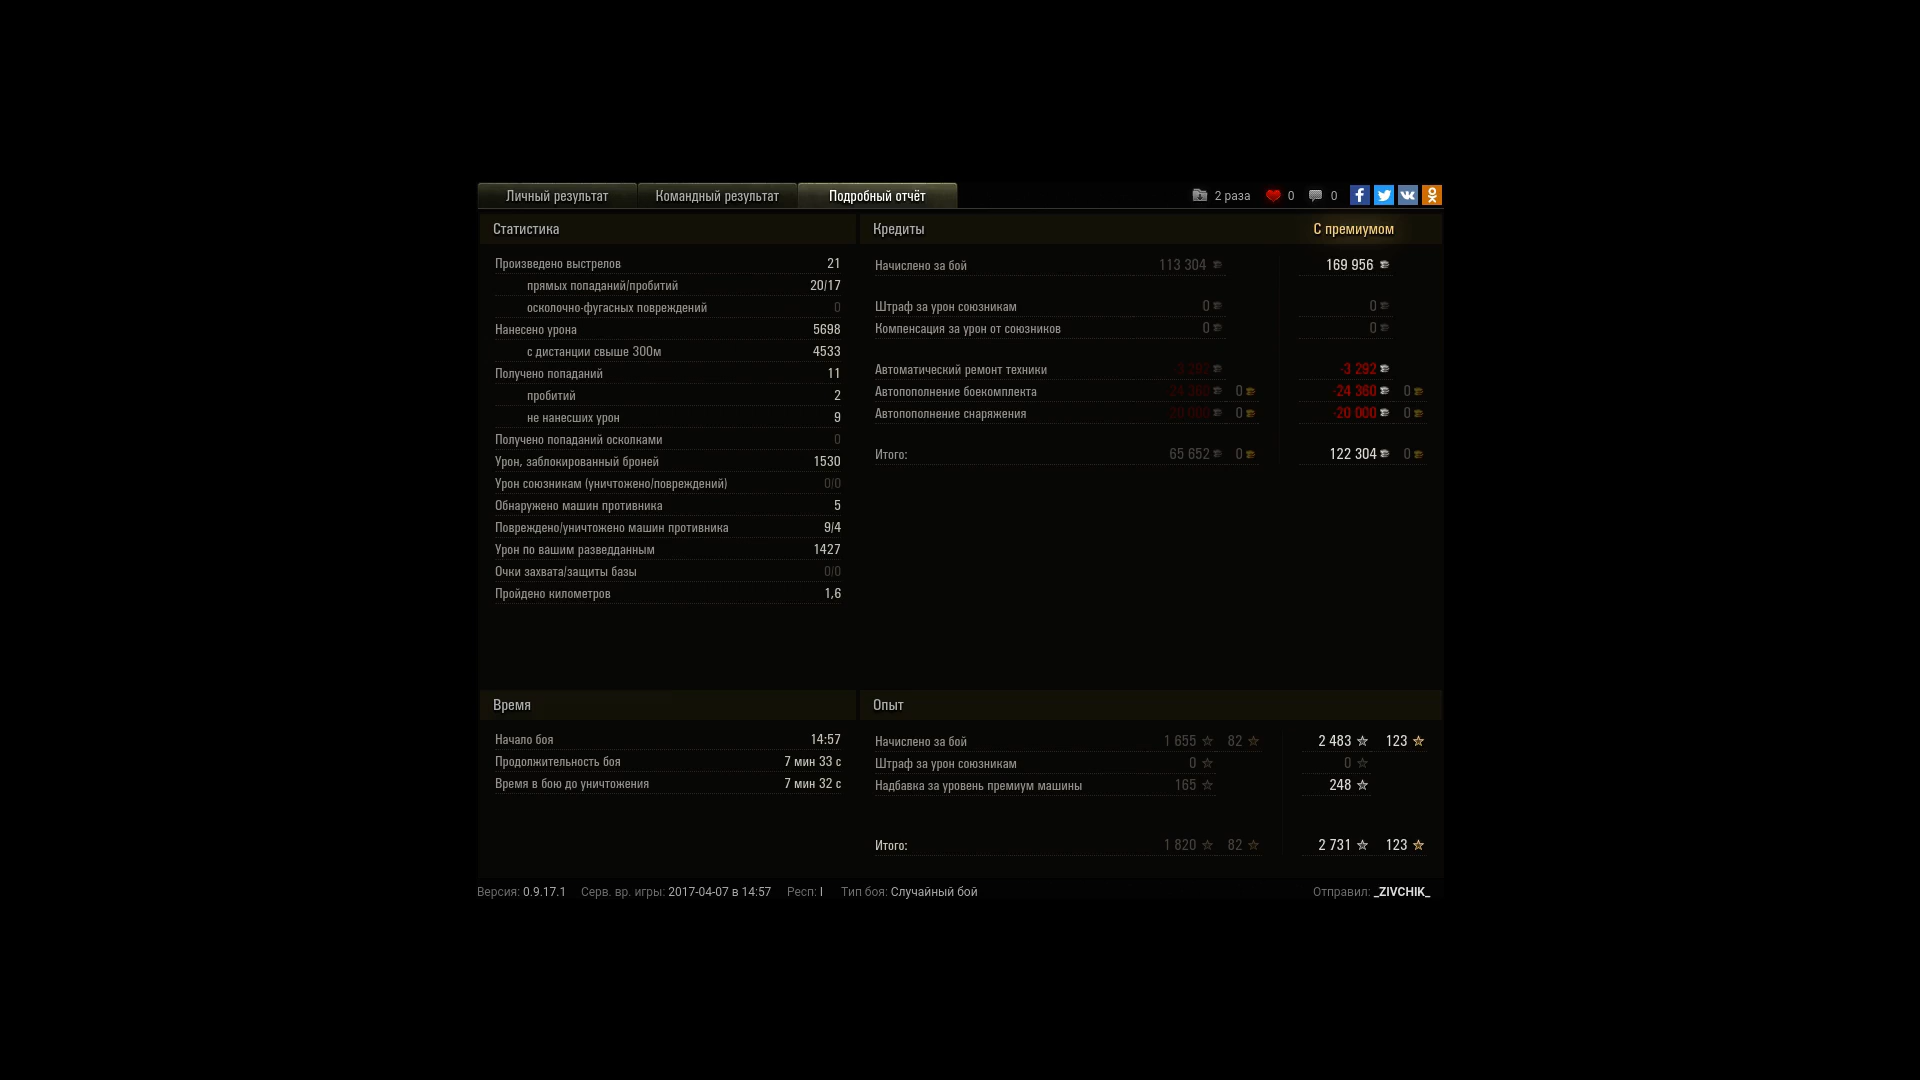 Личный результат Командный результат Подробный отчёт 2 раза 0 0
Статистика
Произведено выстрелов 21
прямых попаданий/пробитий 20/17
осколочно-фугасных повреждений 0
Нанесено урона 5698
с дистанции свыше 300м 4533
Получено попаданий 11
пробитий 2
не нанесших урон 9
Получено попаданий осколками 0
Урон, заблокированный броней 1530
Урон союзникам (уничтожено/повреждений) 0/0
Обнаружено машин противника 5
Повреждено/уничтожено машин противника 9/4
Урон по вашим разведданным 1427
Очки захвата/защиты базы 0/0
Пройдено километров 1,6
Кредиты С премиумом
Начислено за бой 113 304 169 956
Штраф за урон союзникам 0 0
Компенсация за урон от союзников 0 0
Автоматический ремонт техники -3 292 -3 292
Автопополнение боекомплекта -24 360 0 -24 360 0
Автопополнение снаряжения -20 000 0 -20 000 0
Итого: 65 652 0 122 304 0
Время
Начало боя 14:57
Продолжительность боя 7 мин 33 с
Время в бою до уничтожения 7 мин 32 с
Опыт
Начислено за бой 1 655 82 2 483 123
Штраф за урон союзникам 0 0
Надбавка за уровень премиум машины 165 248
Итого: 1 820 82 2 731 123
Версия: 0.9.17.1 Серв. вр. игры: 2017-04-07 в 14:57 Респ: I Тип боя: Случайный бой Отправил: _ZIVCHIK_